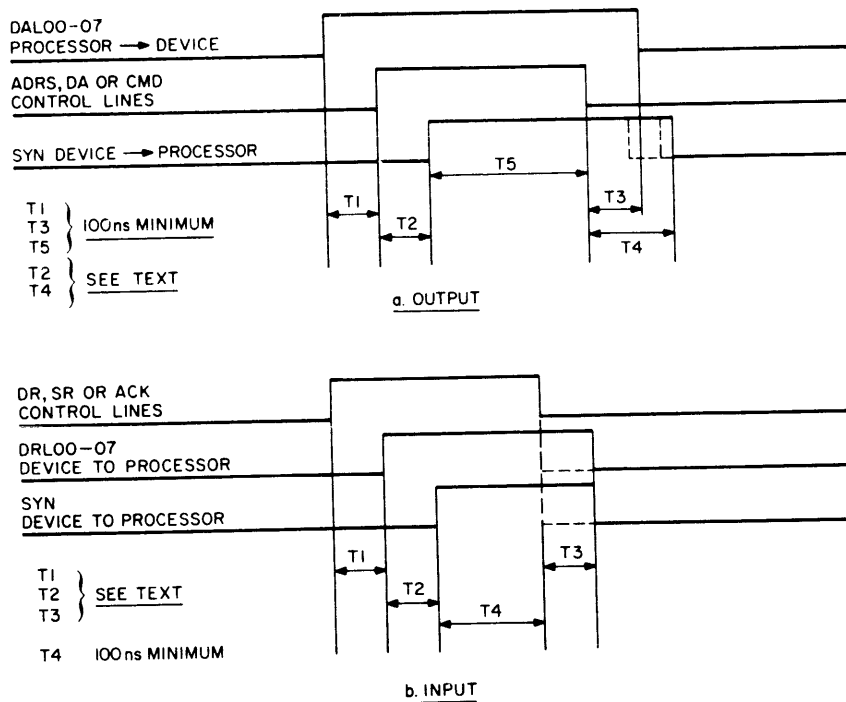 DAL00-07
PROCESSOR → DEVICE
ADRS, DA OR CMD
CONTROL LINES
SYN DEVICE → PROCESSOR
T5
T1
T3
T2
T4
T1
T3
T5
100ns MINIMUM
T2
T4
SEE TEXT
a. OUTPUT
DR, SR OR ACK
CONTROL LINES
DRL00-07
DEVICE TO PROCESSOR
SYN
DEVICE TO PROCESSOR
T1
T3
T2
T4
T1
T2
T3
SEE TEXT
T4 100ns MINIMUM
b. INPUT